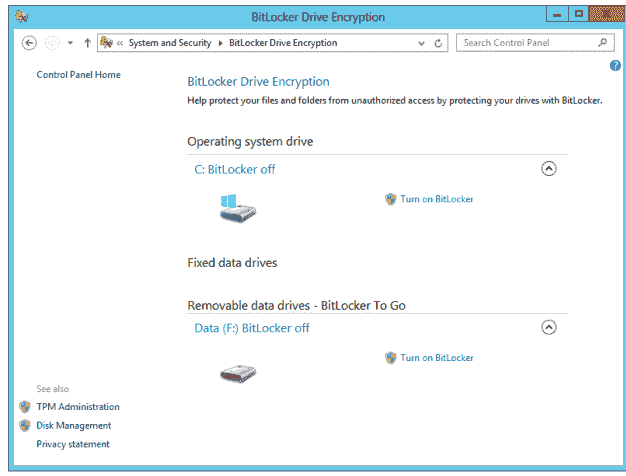 BitLocker Drive Encryption
« System and Security ▸ BitLocker Drive Encryption
Search Control Panel
Control Panel Home
BitLocker Drive Encryption
Help protect your files and folders from unauthorized access by protecting your drives with BitLocker.
Operating system drive
C: BitLocker off
Turn on BitLocker
Fixed data drives
Removable data drives - BitLocker To Go
Data (F:) BitLocker off
Turn on BitLocker
See also
TPM Administration
Disk Management
Privacy statement